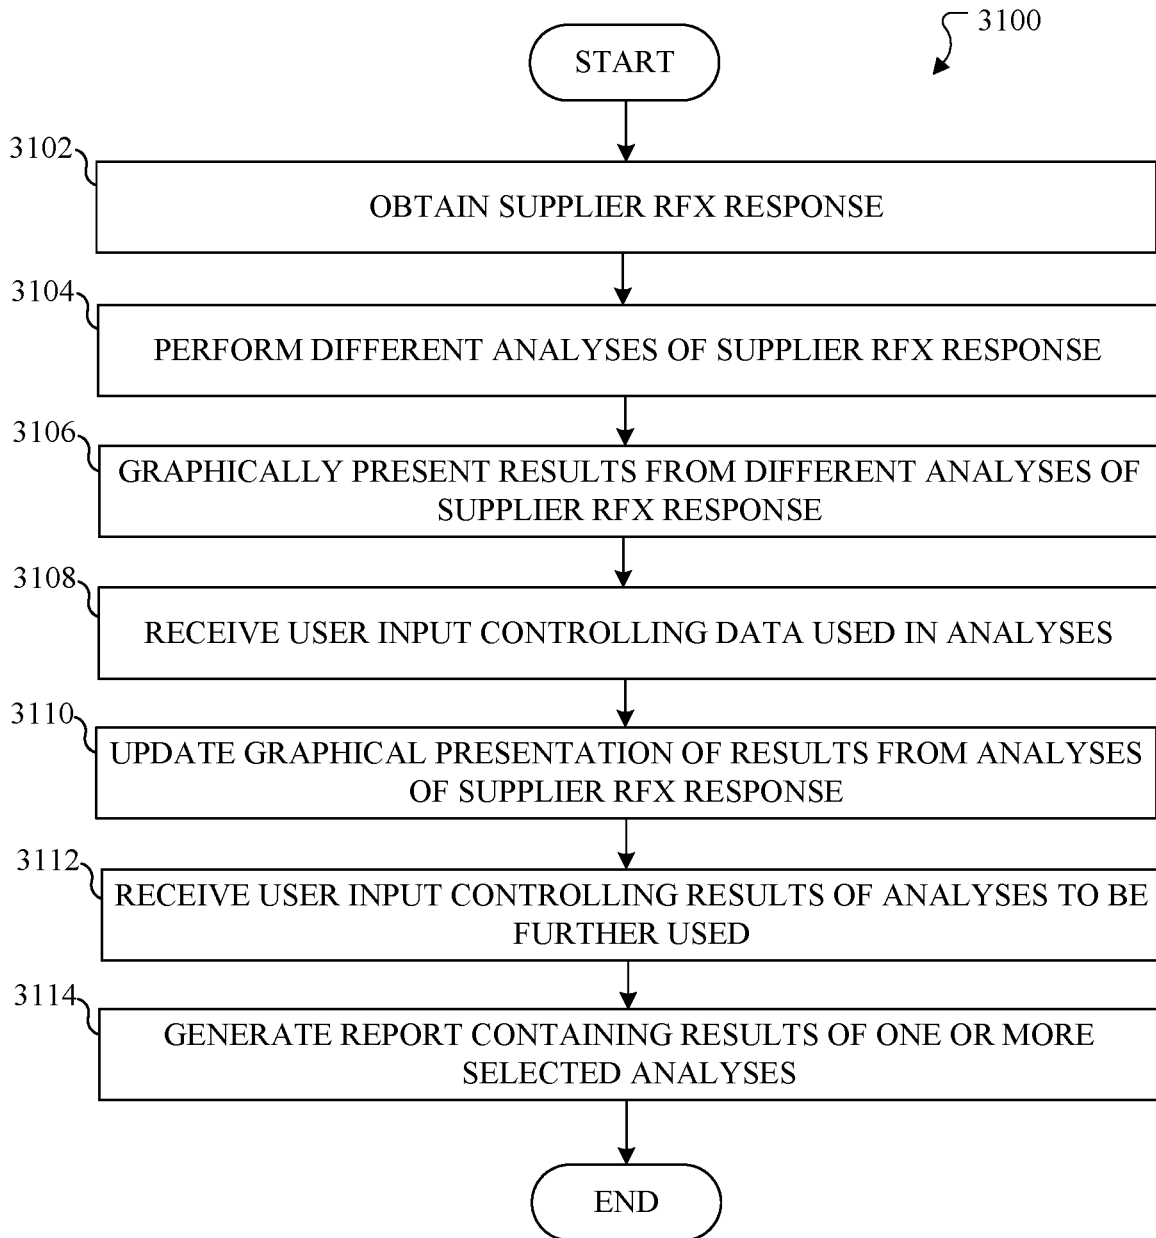 3100
START
3102
OBTAIN SUPPLIER RFX RESPONSE
3104
PERFORM DIFFERENT ANALYSES OF SUPPLIER RFX RESPONSE
3106
GRAPHICALLY PRESENT RESULTS FROM DIFFERENT ANALYSES OF
SUPPLIER RFX RESPONSE
3108
RECEIVE USER INPUT CONTROLLING DATA USED IN ANALYSES
3110
UPDATE GRAPHICAL PRESENTATION OF RESULTS FROM ANALYSES
OF SUPPLIER RFX RESPONSE
3112
RECEIVE USER INPUT CONTROLLING RESULTS OF ANALYSES TO BE
FURTHER USED
3114
GENERATE REPORT CONTAINING RESULTS OF ONE OR MORE
SELECTED ANALYSES
END